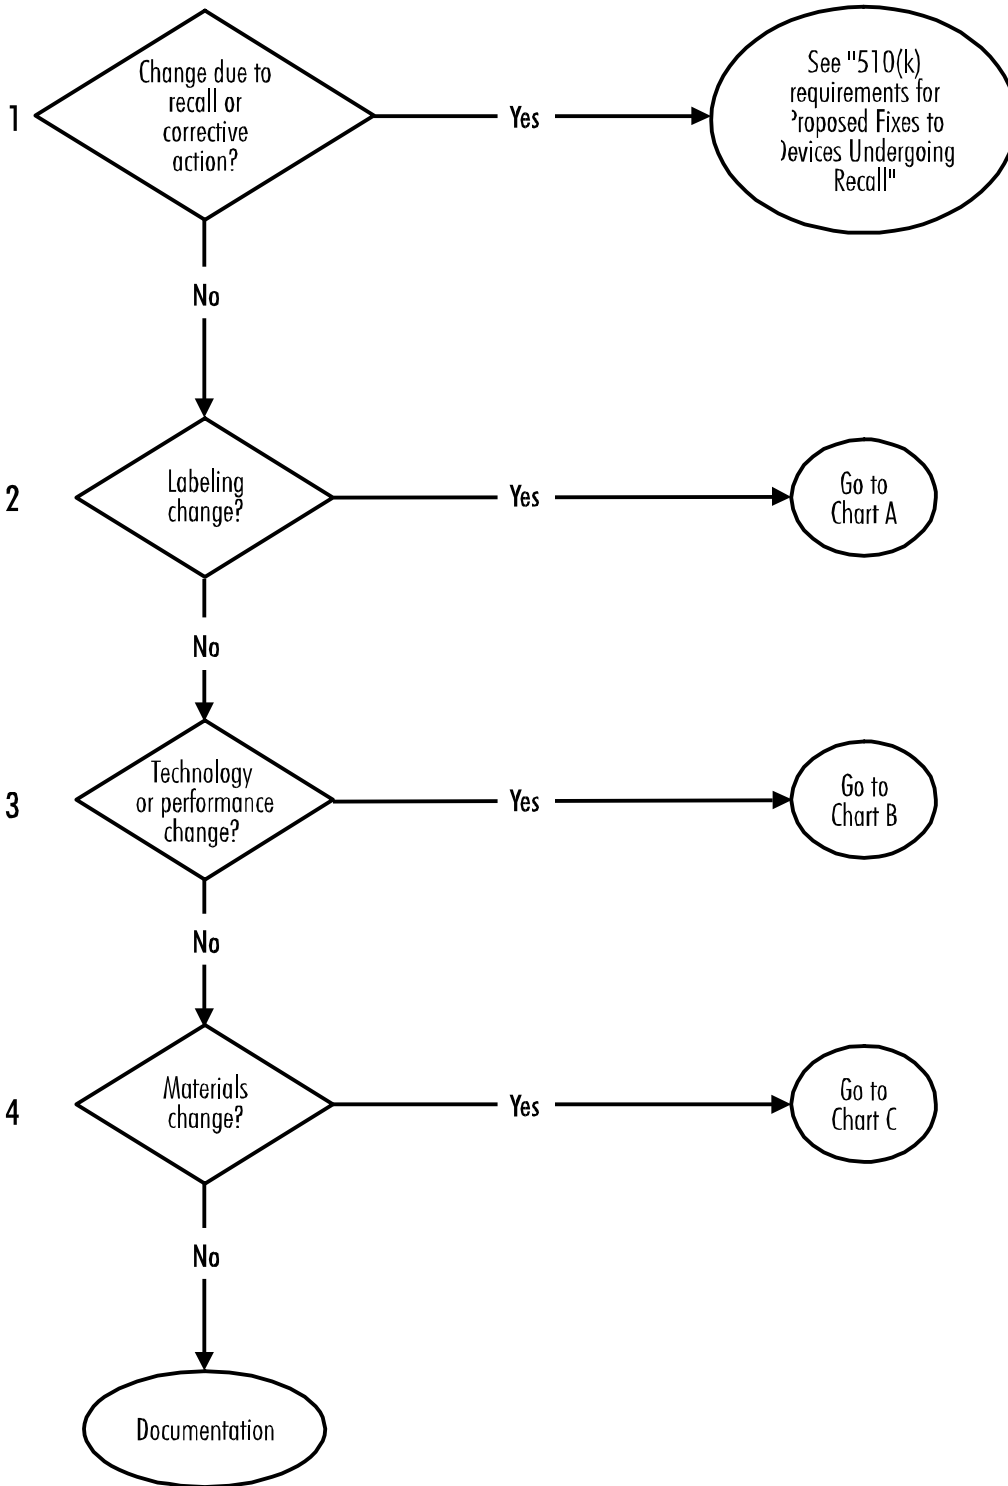 1
Change due to
recall or
corrective
action?
Yes
See "510(k)
requirements for
Proposed Fixes to
Devices Undergoing
Recall"
No
2
Labeling
change?
Yes
Go to
Chart A
No
3
Technology
or performance
change?
Yes
Go to
Chart B
No
4
Materials
change?
Yes
Go to
Chart C
No
Documentation